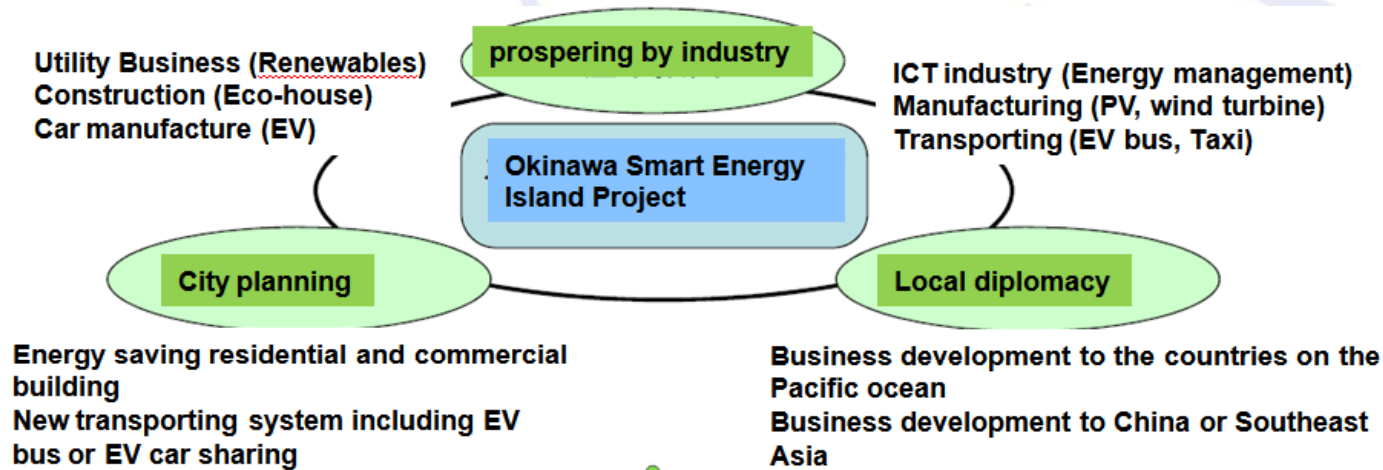 prospering by industry
Utility Business (Renewables)
Construction (Eco-house)
Car manufacture (EV)
ICT industry (Energy management)
Manufacturing (PV, wind turbine)
Transporting (EV bus, Taxi)
Okinawa Smart Energy
Island Project
City planning
Local diplomacy
Energy saving residential and commercial
building
New transporting system including EV
bus or EV car sharing
Business development to the countries on the
Pacific ocean
Business development to China or Southeast
Asia